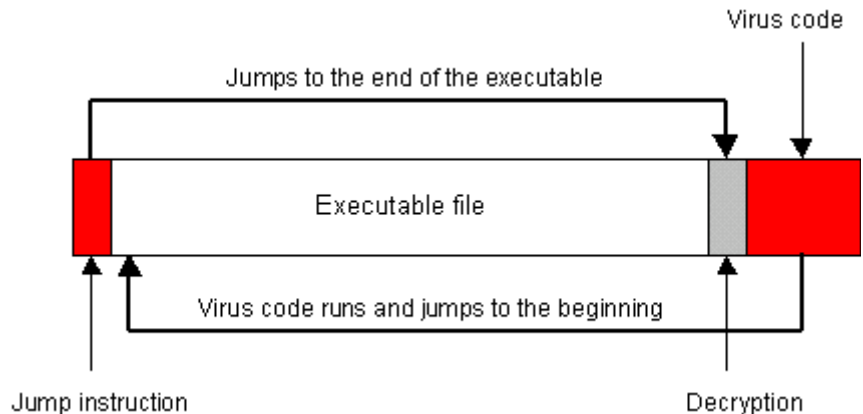 Virus code
Jumps to the end of the executable
Executable file
Virus code runs and jumps to the beginning
Jump instruction
Decryption